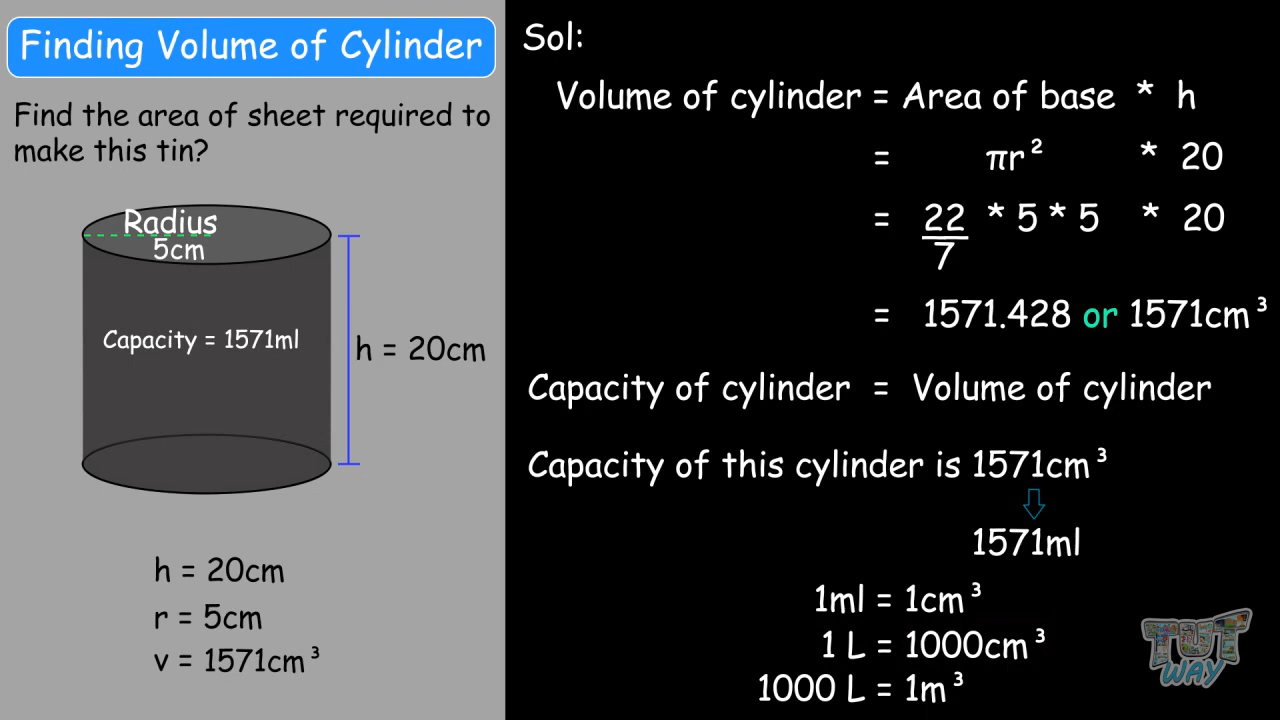 Finding Volume of Cylinder
Find the area of sheet required to
make this tin?
Radius
5cm
Capacity = 1571ml
h = 20cm
h = 20cm
r = 5cm
v = 1571cm³
Sol:
Volume of cylinder = Area of base * h
= πr² * 20
= 22/7 * 5 * 5 * 20
= 1571.428 or 1571cm³
Capacity of cylinder = Volume of cylinder
Capacity of this cylinder is 1571cm³
1571ml
1ml = 1cm³
1 L = 1000cm³
1000 L = 1m³
TUT
WAY